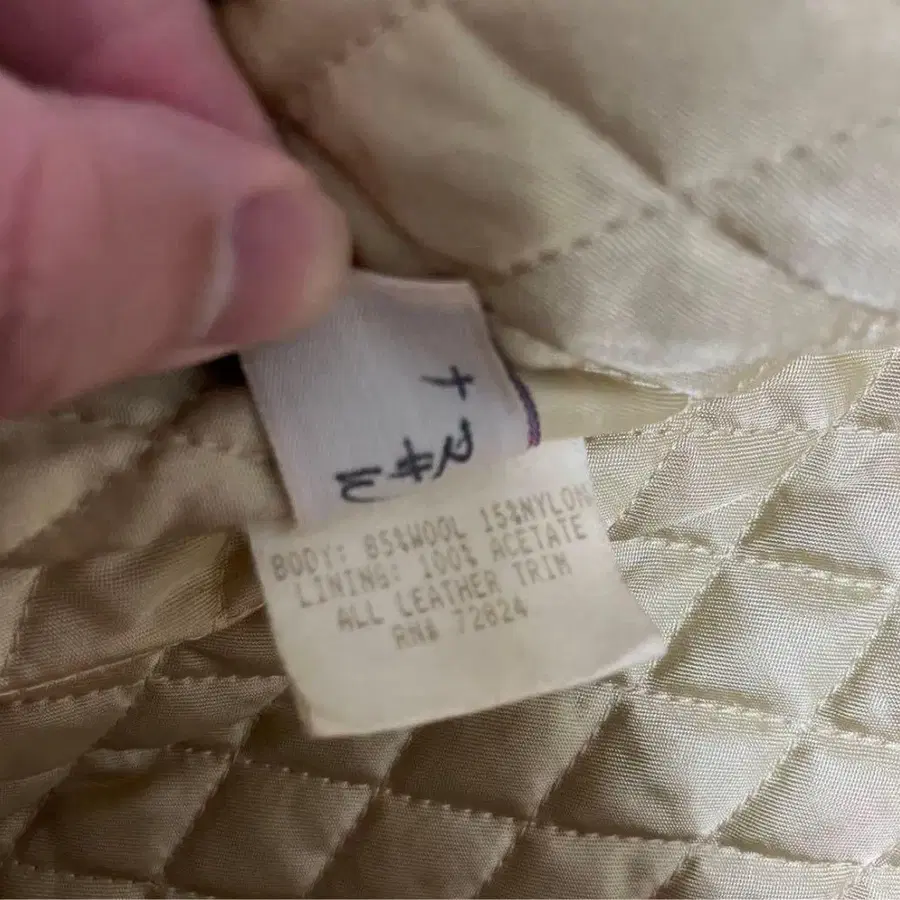 BODY: 85%WOOL 15%NYLON
LINING: 100% ACETATE
ALL LEATHER TRIM
RN# 72824